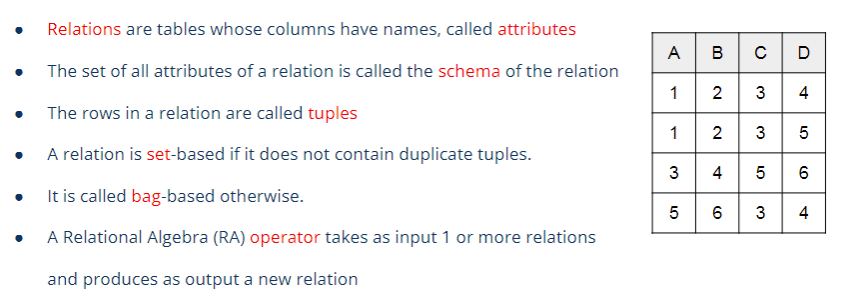 • Relations are tables whose columns have names, called attributes
• The set of all attributes of a relation is called the schema of the relation
• The rows in a relation are called tuples
• A relation is set-based if it does not contain duplicate tuples.
• It is called bag-based otherwise.
• A Relational Algebra (RA) operator takes as input 1 or more relations
and produces as output a new relation
A B C D
1 2 3 4
1 2 3 5
3 4 5 6
5 6 3 4